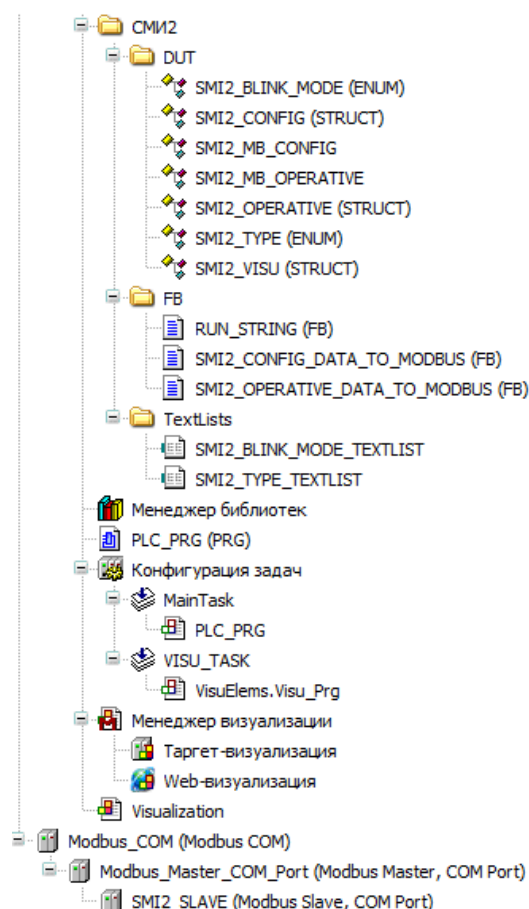 СМИ2
DUT
SMI2_BLINK_MODE (ENUM)
SMI2_CONFIG (STRUCT)
SMI2_MB_CONFIG
SMI2_MB_OPERATIVE
SMI2_OPERATIVE (STRUCT)
SMI2_TYPE (ENUM)
SMI2_VISU (STRUCT)
FB
RUN_STRING (FB)
SMI2_CONFIG_DATA_TO_MODBUS (FB)
SMI2_OPERATIVE_DATA_TO_MODBUS (FB)
TextLists
SMI2_BLINK_MODE_TEXTLIST
SMI2_TYPE_TEXTLIST
Менеджер библиотек
PLC_PRG (PRG)
Конфигурация задач
MainTask
PLC_PRG
VISU_TASK
VisuElems.Visu_Prg
Менеджер визуализации
Таргет-визуализация
Web-визуализация
Visualization
Modbus_COM (Modbus COM)
Modbus_Master_COM_Port (Modbus Master, COM Port)
SMI2_SLAVE (Modbus Slave, COM Port)